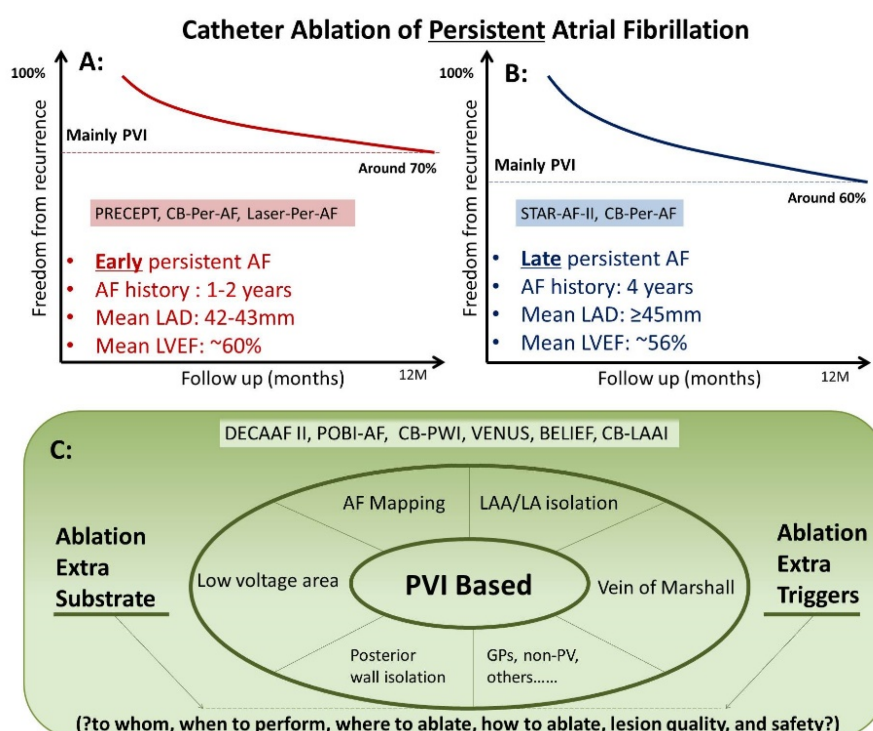 Catheter Ablation of Persistent Atrial Fibrillation
A:
100%
Freedom from recurrence
Mainly PVI
Around 70%
PRECEPT, CB-Per-AF, Laser-Per-AF
• Early persistent AF
• AF history : 1-2 years
• Mean LAD: 42-43mm
• Mean LVEF: ~60%
Follow up (months)
12M
B:
100%
Freedom from recurrence
Mainly PVI
Around 60%
STAR-AF-II, CB-Per-AF
• Late persistent AF
• AF history: 4 years
• Mean LAD: ≥45mm
• Mean LVEF: ~56%
Follow up (months)
12M
C:
DECAAF II, POBI-AF, CB-PWI, VENUS, BELIEF, CB-LAAI
Ablation
Extra
Substrate
AF Mapping
LAA/LA isolation
Low voltage area
PVI Based
Vein of Marshall
Posterior
wall isolation
GPs, non-PV,
others......
Ablation
Extra
Triggers
(?to whom, when to perform, where to ablate, how to ablate, lesion quality, and safety?)